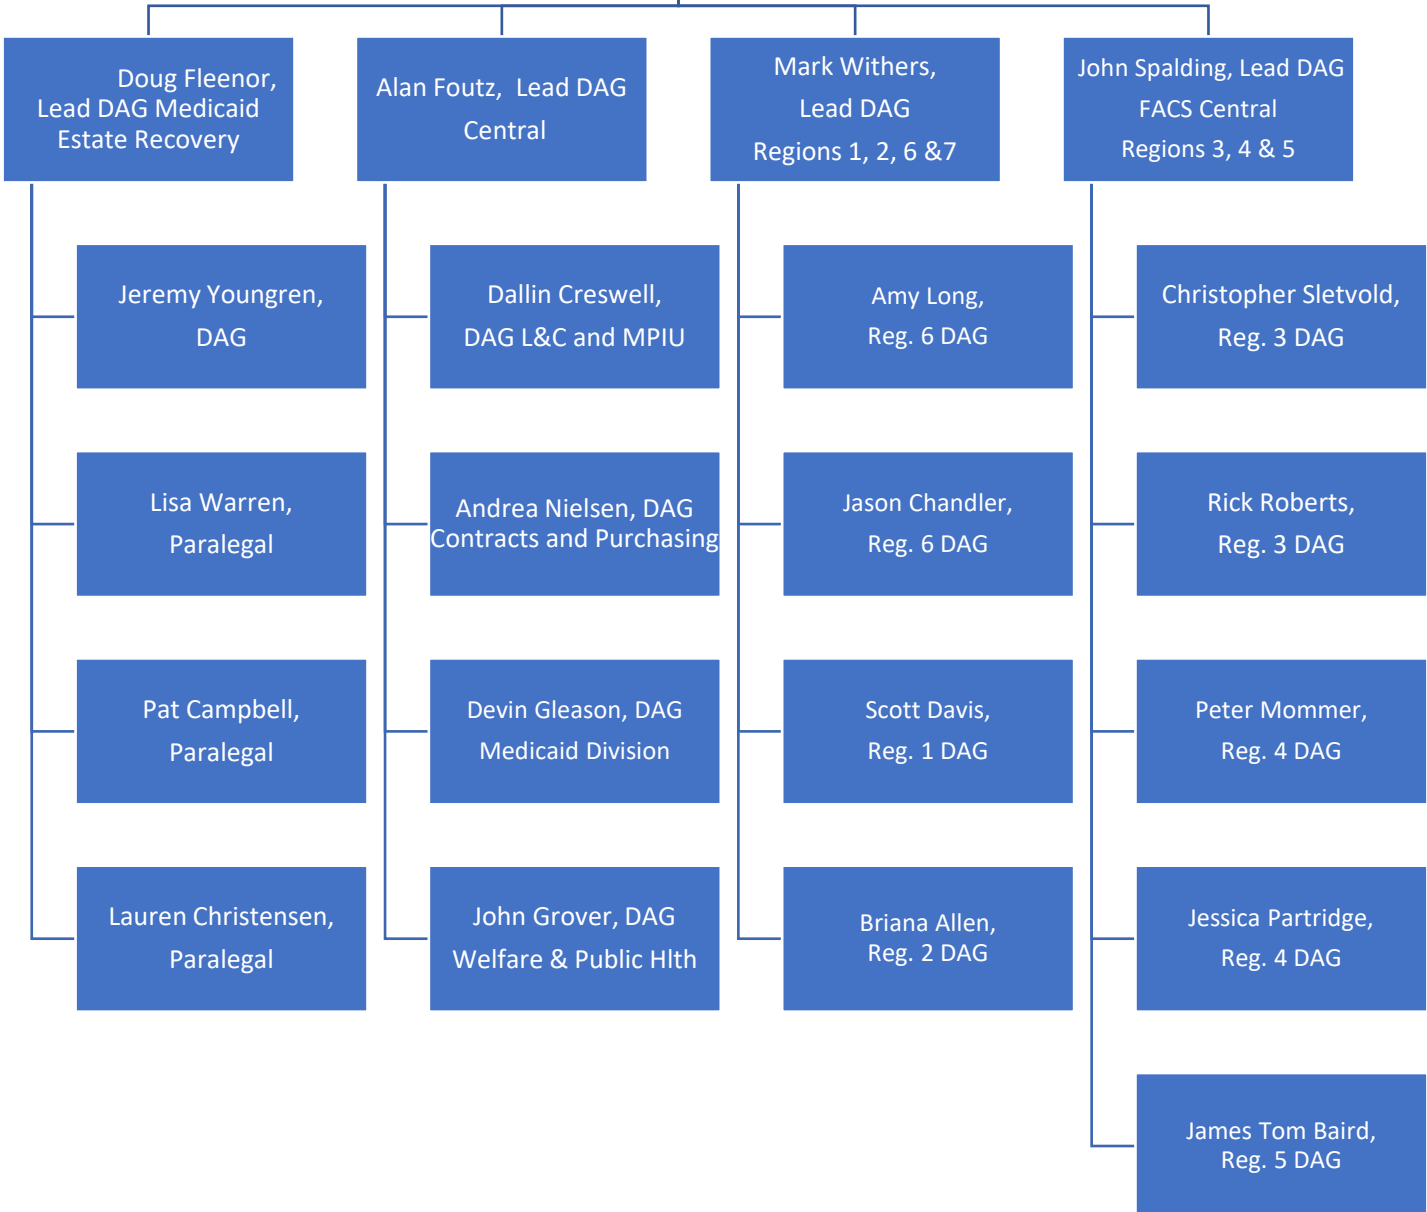 Doug Fleenor,
Lead DAG Medicaid
Estate Recovery
Jeremy Youngren,
DAG
Lisa Warren,
Paralegal
Pat Campbell,
Paralegal
Lauren Christensen,
Paralegal
Alan Foutz, Lead DAG
Central
Dallin Creswell,
DAG L&C and MPIU
Andrea Nielsen, DAG
Contracts and Purchasing
Devin Gleason, DAG
Medicaid Division
John Grover, DAG
Welfare & Public Hlth
Mark Withers,
Lead DAG
Regions 1, 2, 6 &7
Amy Long,
Reg. 6 DAG
Jason Chandler,
Reg. 6 DAG
Scott Davis,
Reg. 1 DAG
Briana Allen,
Reg. 2 DAG
John Spalding, Lead DAG
FACS Central
Regions 3, 4 & 5
Christopher Sletvold,
Reg. 3 DAG
Rick Roberts,
Reg. 3 DAG
Peter Mommer,
Reg. 4 DAG
Jessica Partridge,
Reg. 4 DAG
James Tom Baird,
Reg. 5 DAG